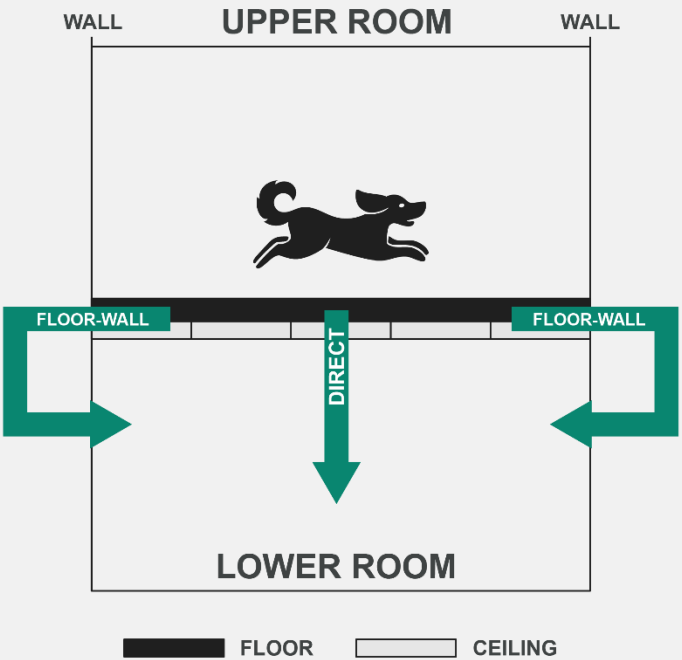 WALL
UPPER ROOM
WALL
FLOOR-WALL
FLOOR-WALL
DIRECT
LOWER ROOM
FLOOR
CEILING